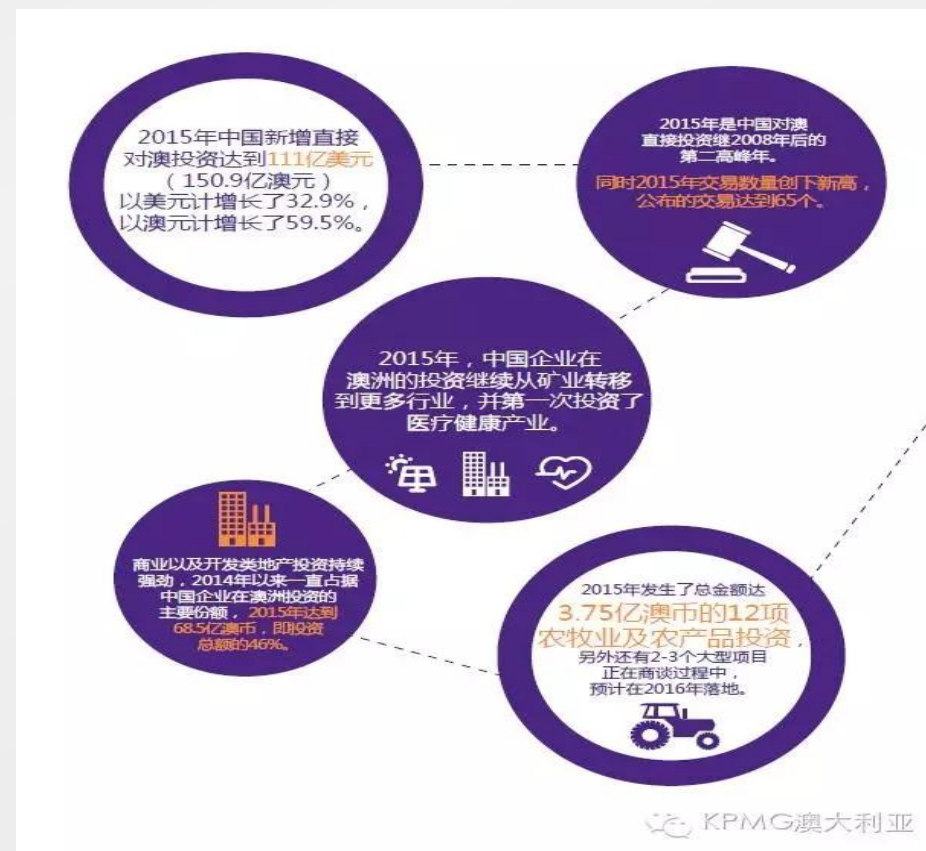 2015年中国新增直接
对澳投资达到111亿美元
（150.9亿澳元）
以美元计增长了32.9%，
以澳元计增长了59.5%。
2015年是中国对澳
直接投资继2008年后的
第二高峰年。
同时2015年交易数量创下新高，
公布的交易达到65个。
2015年，中国企业在
澳洲的投资继续从矿业转移
到更多行业，并第一次投资了
医疗健康产业。
商业以及开发类地产投资持续
强劲，2014年以来一直占据
中国企业在澳洲投资的
主要份额，2015年达到
68.5亿澳币，即投资
总额的46%。
2015年发生了总金额达
3.75亿澳币的12项
农牧业及农产品投资，
另外还有2-3个大型项目
正在商谈过程中，
预计在2016年落地。
KPMG澳大利亚